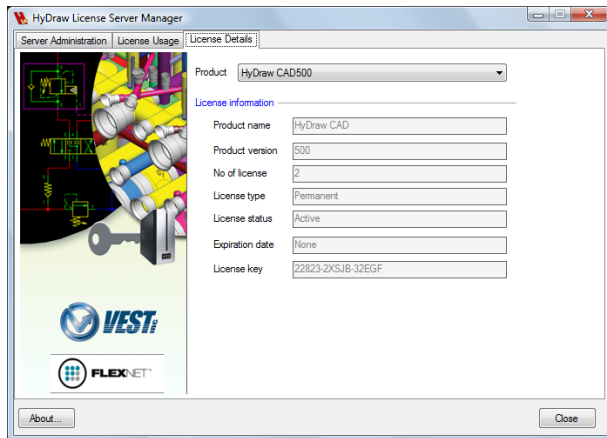 HyDraw License Server Manager
Server Administration License Usage License Details
Product HyDraw CAD500
License information
Product name HyDraw CAD
Product version 500
No of license 2
License type Permanent
License status Active
Expiration date None
License key 22823-2XSJB-32EGF
VEST
FLEXNET
About... Close